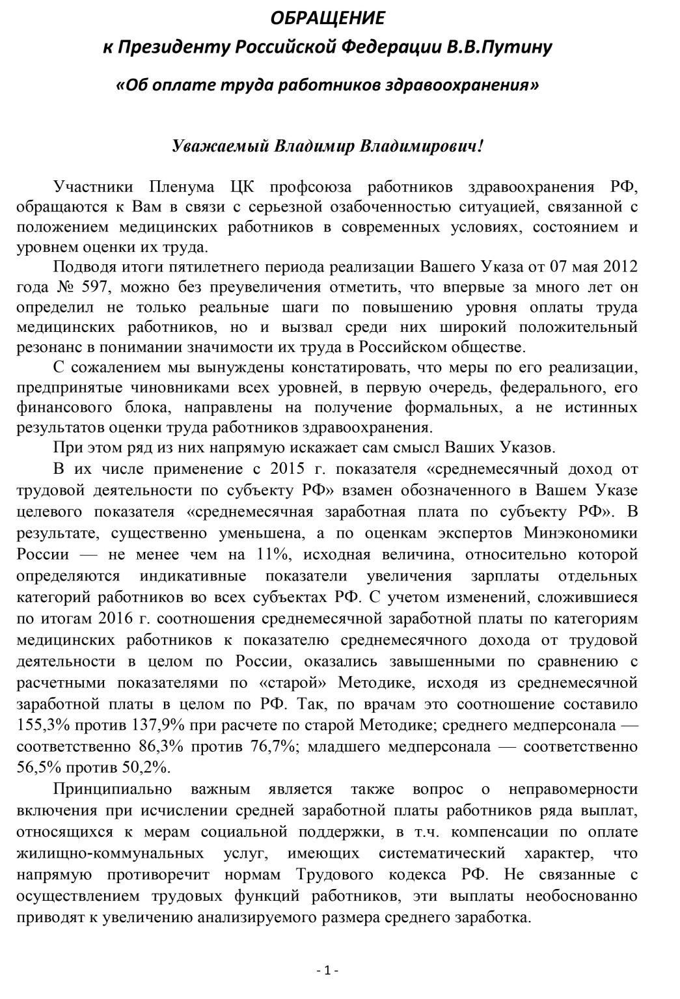 ОБРАЩЕНИЕ
к Президенту Российской Федерации В.В.Путину
«Об оплате труда работников здравоохранения»
Уважаемый Владимир Владимирович!
Участники Пленума ЦК профсоюза работников здравоохранения РФ,
обращаются к Вам в связи с серьезной озабоченностью ситуацией, связанной с
положением медицинских работников в современных условиях, состоянием и
уровнем оценки их труда.
Подводя итоги пятилетнего периода реализации Вашего Указа от 07 мая 2012
года № 597, можно без преувеличения отметить, что впервые за много лет он
определил не только реальные шаги по повышению уровня оплаты труда
медицинских работников, но и вызвал среди них широкий положительный
резонанс в понимании значимости их труда в Российском обществе.
С сожалением мы вынуждены констатировать, что меры по его реализации,
предпринятые чиновниками всех уровней, в первую очередь, федерального, его
финансового блока, направлены на получение формальных, а не истинных
результатов оценки труда работников здравоохранения.
При этом ряд из них напрямую искажает сам смысл Ваших Указов.
В их числе применение с 2015 г. показателя «среднемесячный доход от
трудовой деятельности по субъекту РФ» взамен обозначенного в Вашем Указе
целевого показателя «среднемесячная заработная плата по субъекту РФ». В
результате, существенно уменьшена, а по оценкам экспертов Минэкономики
России — не менее чем на 11%, исходная величина, относительно которой
определяются индикативные показатели увеличения зарплаты отдельных
категорий работников во всех субъектах РФ. С учетом изменений, сложившиеся
по итогам 2016 г. соотношения среднемесячной заработной платы по категориям
медицинских работников к показателю среднемесячного дохода от трудовой
деятельности в целом по России, оказались завышенными по сравнению с
расчетными показателями по «старой» Методике, исходя из среднемесячной
заработной платы в целом по РФ. Так, по врачам это соотношение составило
155,3% против 137,9% при расчете по старой Методике; среднего медперсонала —
соответственно 86,3% против 76,7%; младшего медперсонала — соответственно
56,5% против 50,2%.
Принципиально важным является также вопрос о неправомерности
включения при исчислении средней заработной платы работников ряда выплат,
относящихся к мерам социальной поддержки, в т.ч. компенсации по оплате
жилищно-коммунальных услуг, имеющих систематический характер, что
напрямую противоречит нормам Трудового кодекса РФ. Не связанные с
осуществлением трудовых функций работников, эти выплаты необоснованно
приводят к увеличению анализируемого размера среднего заработка.
- 1 -